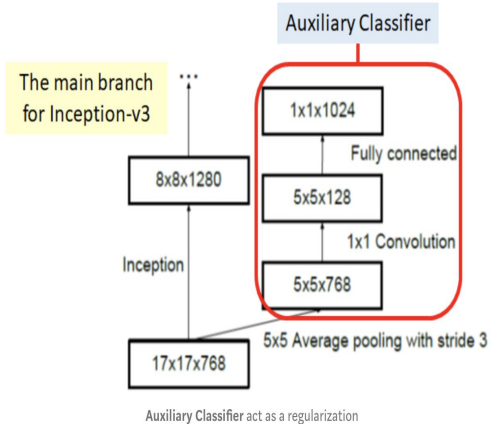 Auxiliary Classifier
The main branch
for Inception-v3
...
1x1x1024
Fully connected
8x8x1280
5x5x128
1x1 Convolution
Inception
5x5x768
5x5 Average pooling with stride 3
17x17x768
Auxiliary Classifier act as a regularization